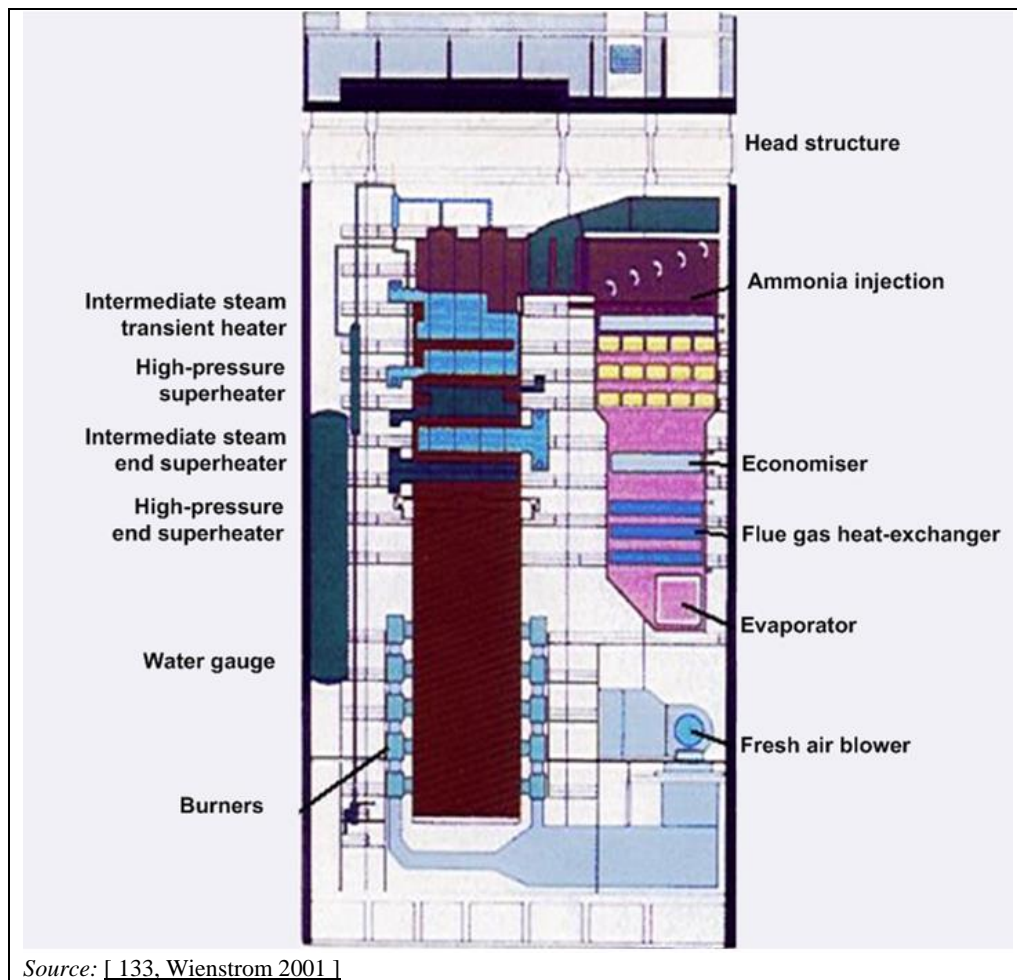 Head structure
Ammonia injection
Intermediate steam
transient heater
High-pressure
superheater
Intermediate steam
end superheater
High-pressure
end superheater
Economiser
Flue gas heat-exchanger
Evaporator
Water gauge
Fresh air blower
Burners
Source: [ 133, Wienstrom 2001 ]